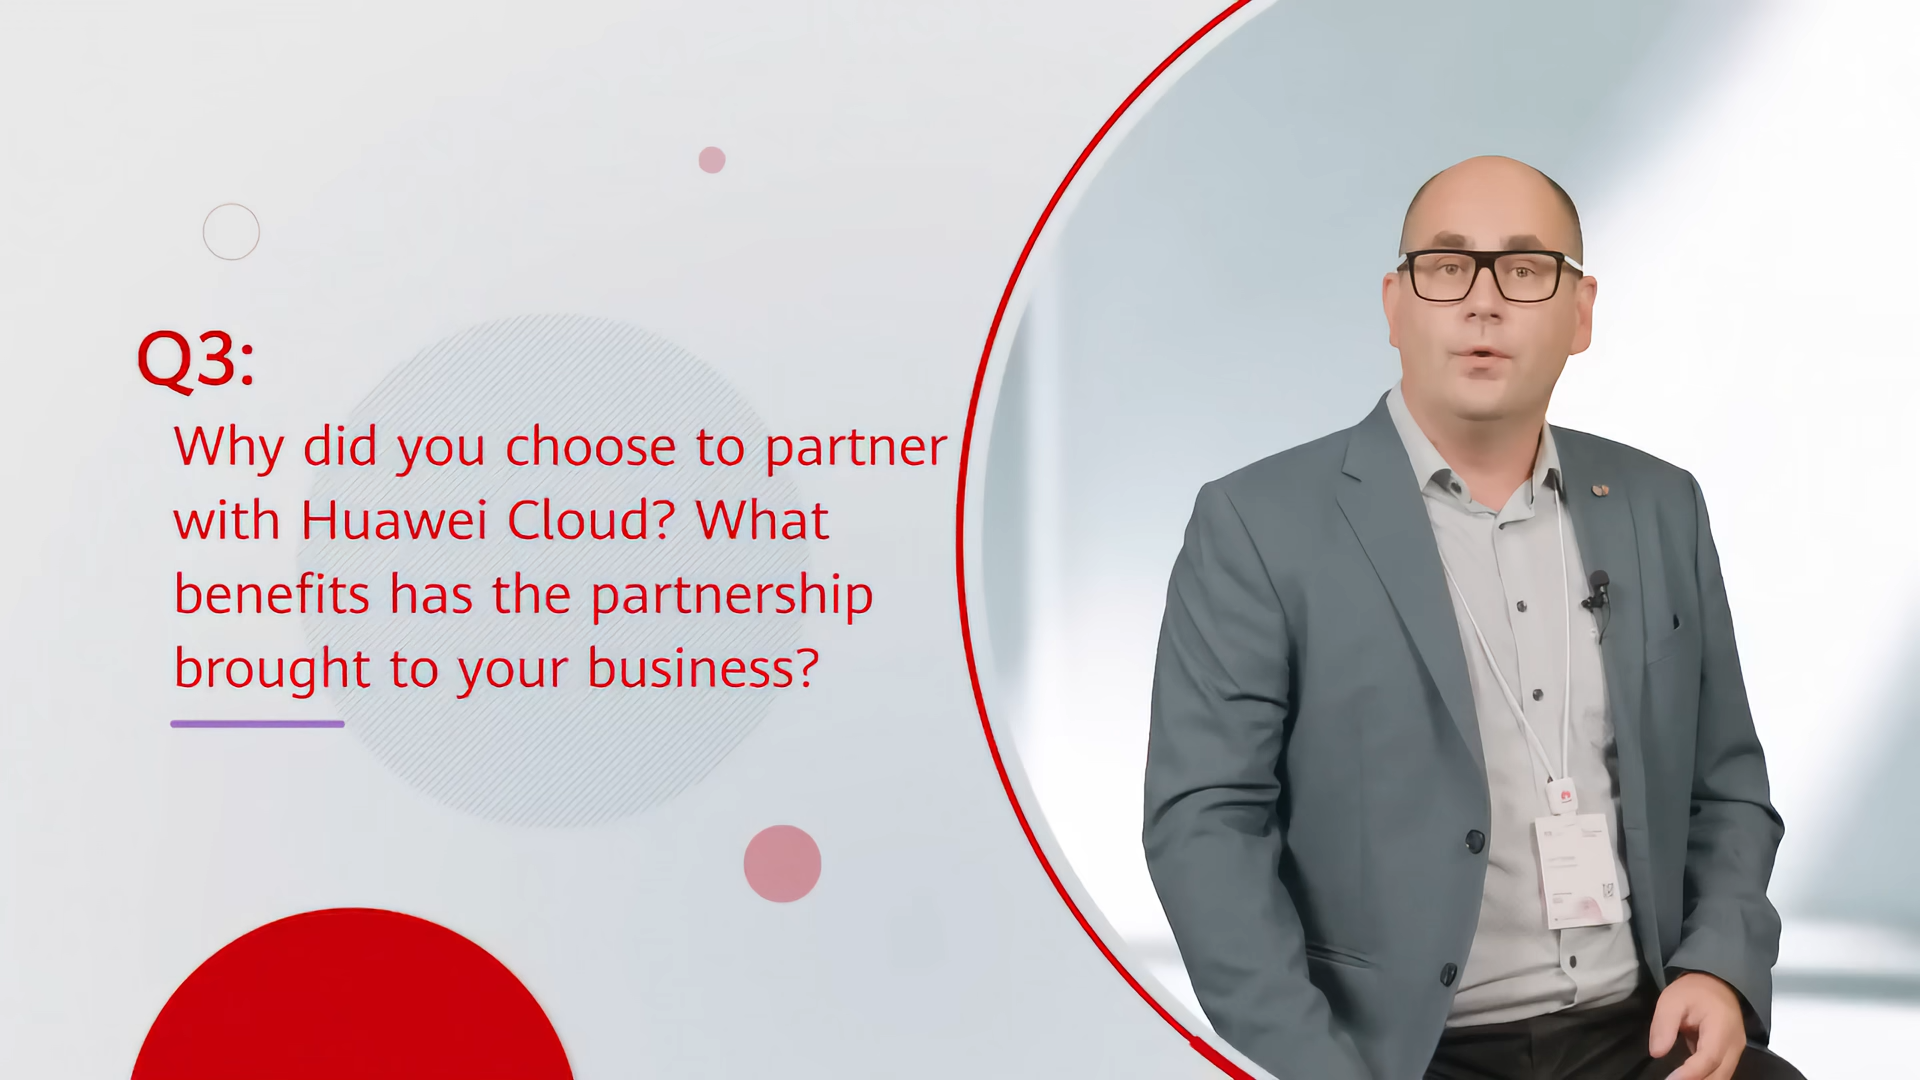 Q3:
Why did you choose to partner
with Huawei Cloud? What
benefits has the partnership
brought to your business?